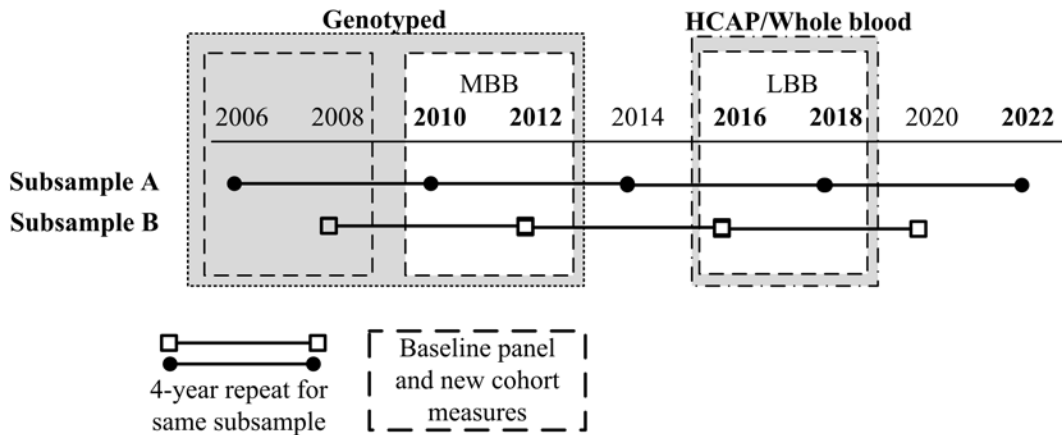 Genotyped
HCAP/Whole blood
MBB
LBB
2006 2008 2010 2012 2014 2016 2018 2020 2022
Subsample A
Subsample B
4-year repeat for
same subsample
Baseline panel
and new cohort
measures